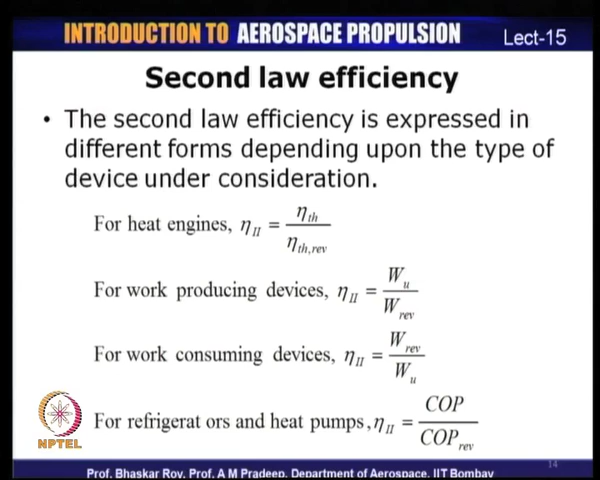 INTRODUCTION TO AEROSPACE PROPULSION Lect-15
Second law efficiency
• The second law efficiency is expressed in
different forms depending upon the type of
device under consideration.
For heat engines, η_II = η_th / η_th,rev
For work producing devices, η_II = W_u / W_rev
For work consuming devices, η_II = W_rev / W_u
For refrigerat ors and heat pumps, η_II = COP / COP_rev
NPTEL
14
Prof. Bhaskar Roy, Prof. A M Pradeep, Department of Aerospace, IIT Bombay